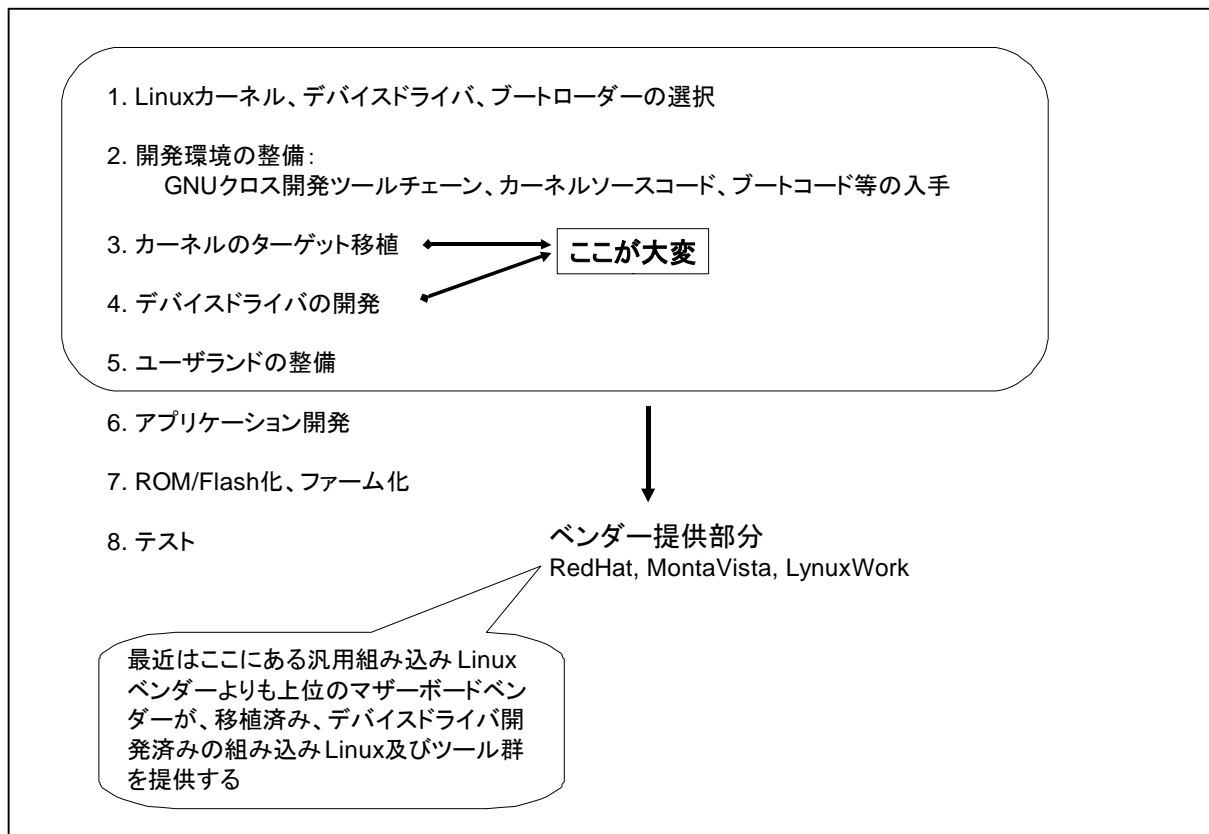 1. Linuxカーネル、デバイスドライバ、ブートローダーの選択
2. 開発環境の整備:
GNUクロス開発ツールチェーン、カーネルソースコード、ブートコード等の入手
3. カーネルのターゲット移植
ここが大変
4. デバイスドライバの開発
5. ユーザランドの整備
6. アプリケーション開発
7. ROM/Flash化、ファーム化
8. テスト
ベンダー提供部分
RedHat, MontaVista, LynuxWork
最近はここにある汎用組み込み Linux
ベンダーよりも上位のマザーボードベン
ダーが、移植済み、デバイスドライバ開
発済みの組み込み Linux及びツール群
を提供する